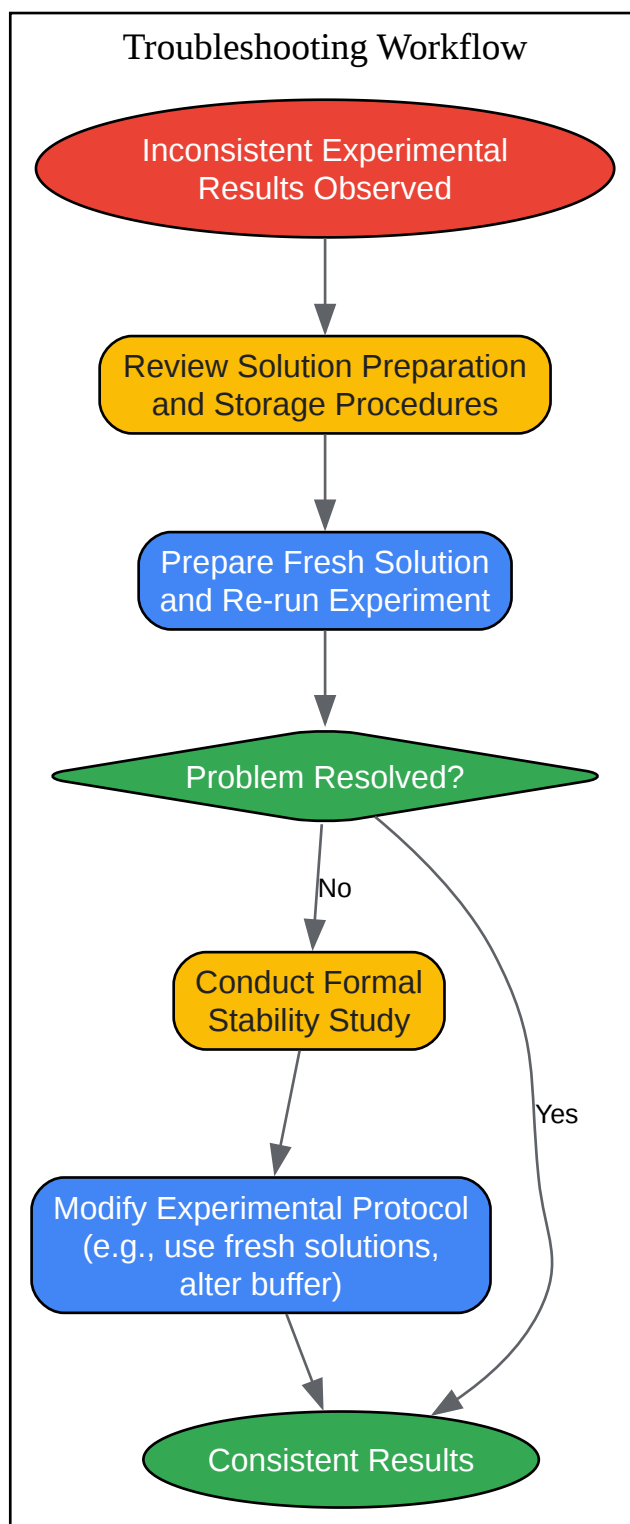 Troubleshooting Workflow
Inconsistent Experimental
Results Observed
Review Solution Preparation
and Storage Procedures
Prepare Fresh Solution
and Re-run Experiment
Problem Resolved?
No
Conduct Formal
Stability Study
Yes
Modify Experimental Protocol
(e.g., use fresh solutions,
alter buffer)
Consistent Results